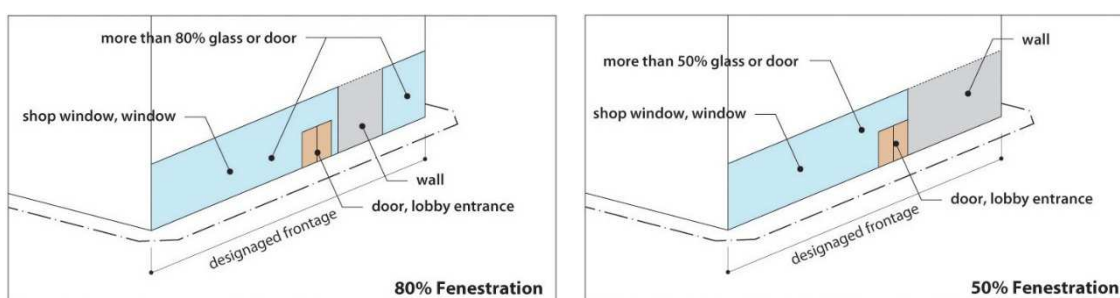 more than 80% glass or door
shop window, window
wall
door, lobby entrance
designaged frontage
80% Fenestration
wall
more than 50% glass or door
shop window, window
door, lobby entrance
designaged frontage
50% Fenestration